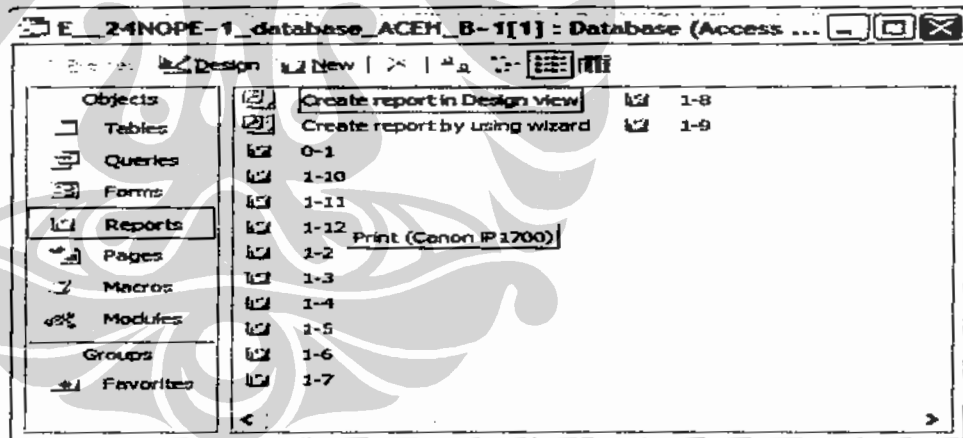 E__24NOPE-1_database_ACEH_B-1[1] : Database (Access ...
Design New
Objects
Tables
Queries
Forms
Reports
Pages
Macros
Modules
Groups
Favorites
Create report in Design view
Create report by using wizard
0-1
1-10
1-11
1-12
Print (Canon iP1700)
1-2
1-3
1-4
1-5
1-6
1-7
1-8
1-9